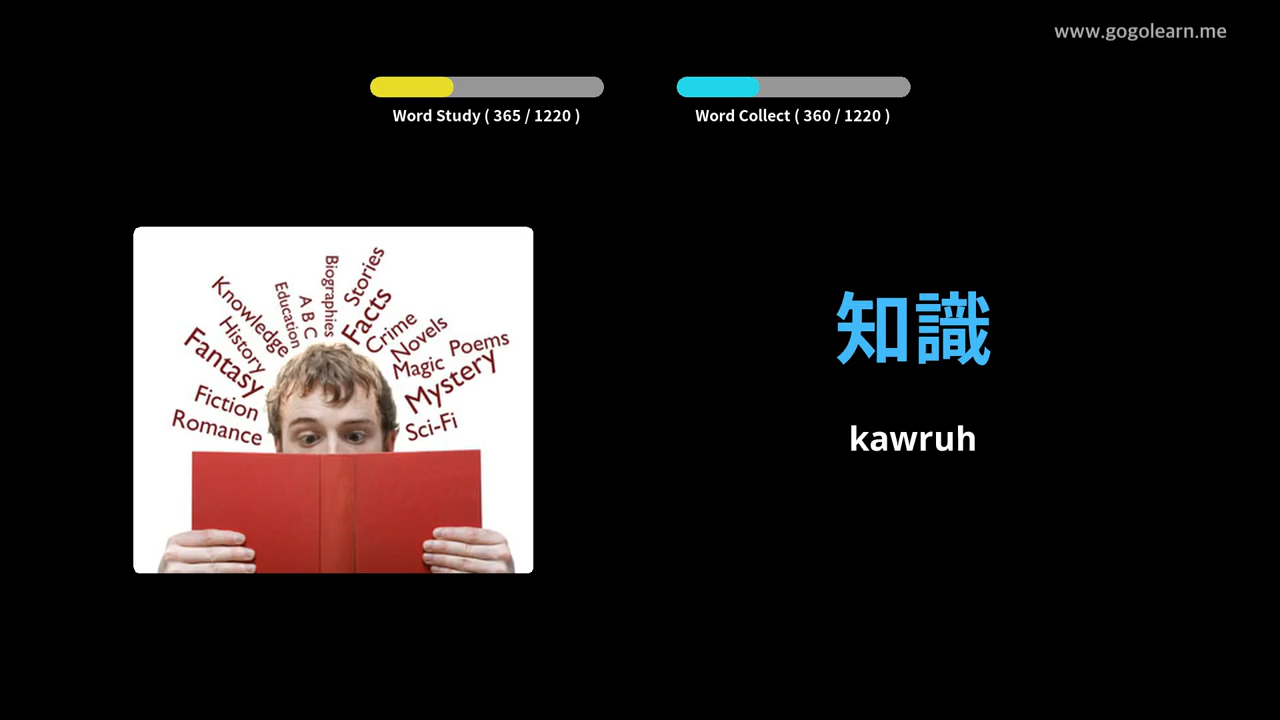 www.gogolearn.me
Word Study ( 365 / 1220 )
Word Collect ( 360 / 1220 )
Knowledge
Education
A B C
Biographies
Stories
Facts
History
Crime
Novels
Fantasy
Magic
Poems
Mystery
Fiction
Romance
Sci-Fi
知識
kawruh